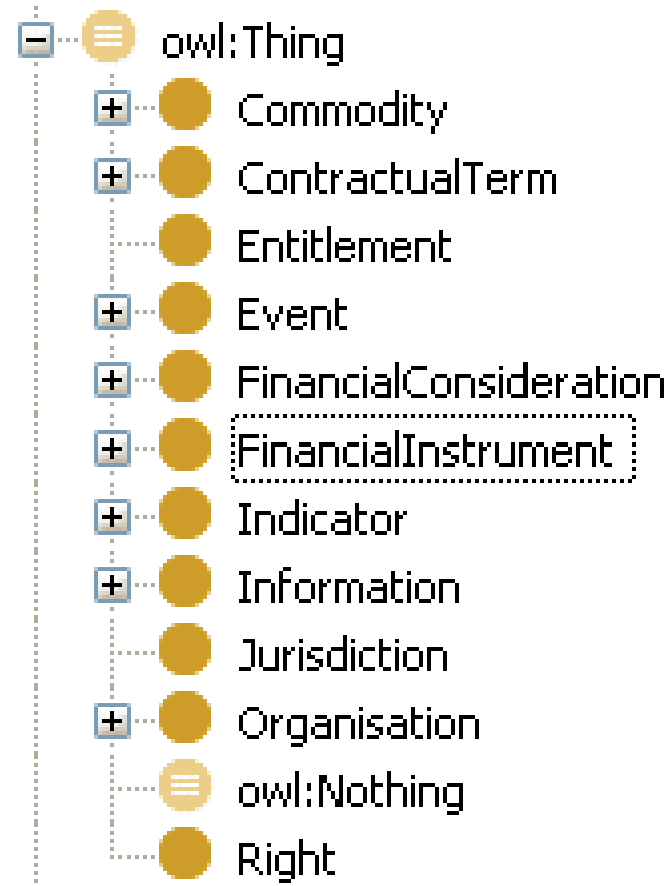 owl:Thing
Commodity
ContractualTerm
Entitlement
Event
FinancialConsideration
FinancialInstrument
Indicator
Information
Jurisdiction
Organisation
owl:Nothing
Right